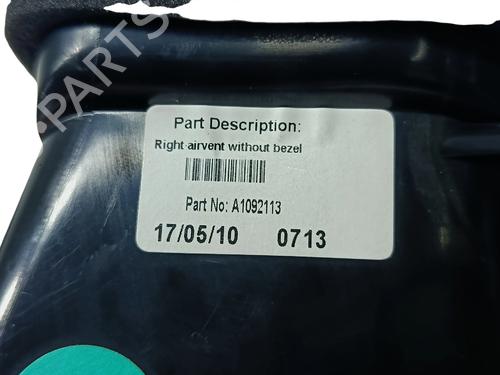 Part Description:
Right airvent without bezel
Part No: A1092113
17/05/10 0713
B-PARTS